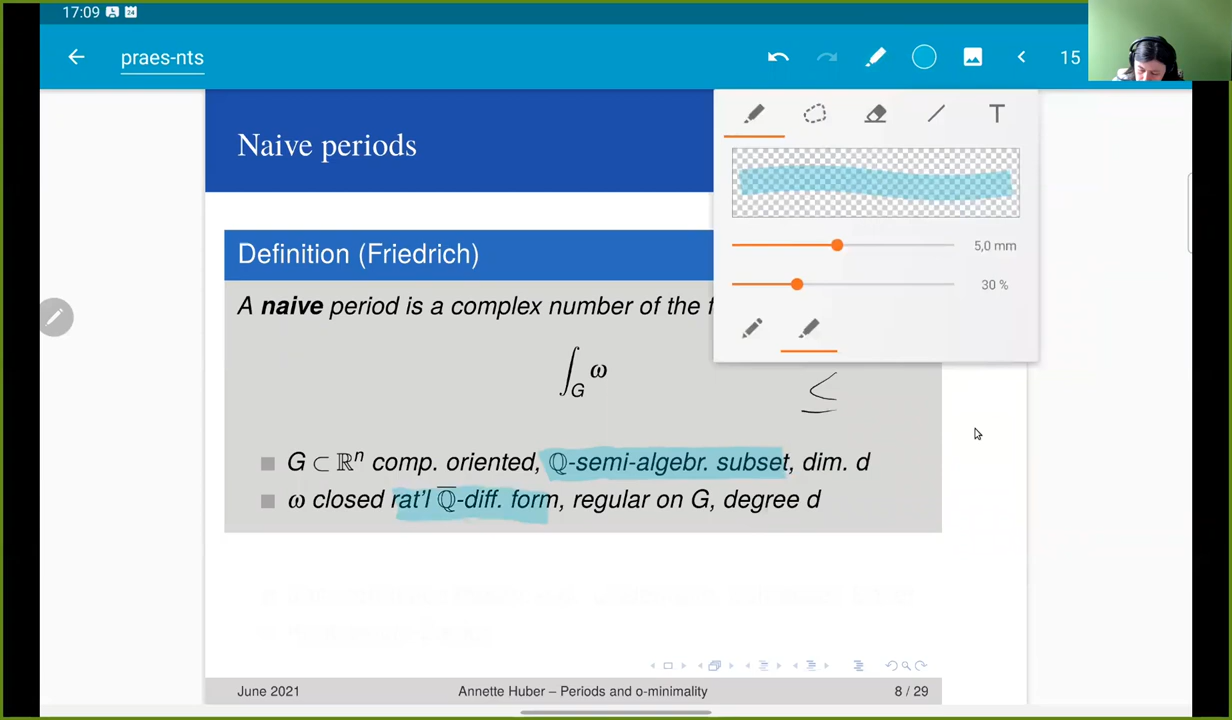 17:09
praes-nts
15
Naive periods
T
5,0 mm
30 %
Definition (Friedrich)
A naive period is a complex number of the f
∫_G ω
≤
G ⊂ ℝⁿ comp. oriented, ℚ-semi-algebr. subset, dim. d
ω closed rat'l ℚ̅-diff. form, regular on G, degree d
June 2021
Annette Huber – Periods and o-minimality
8 / 29